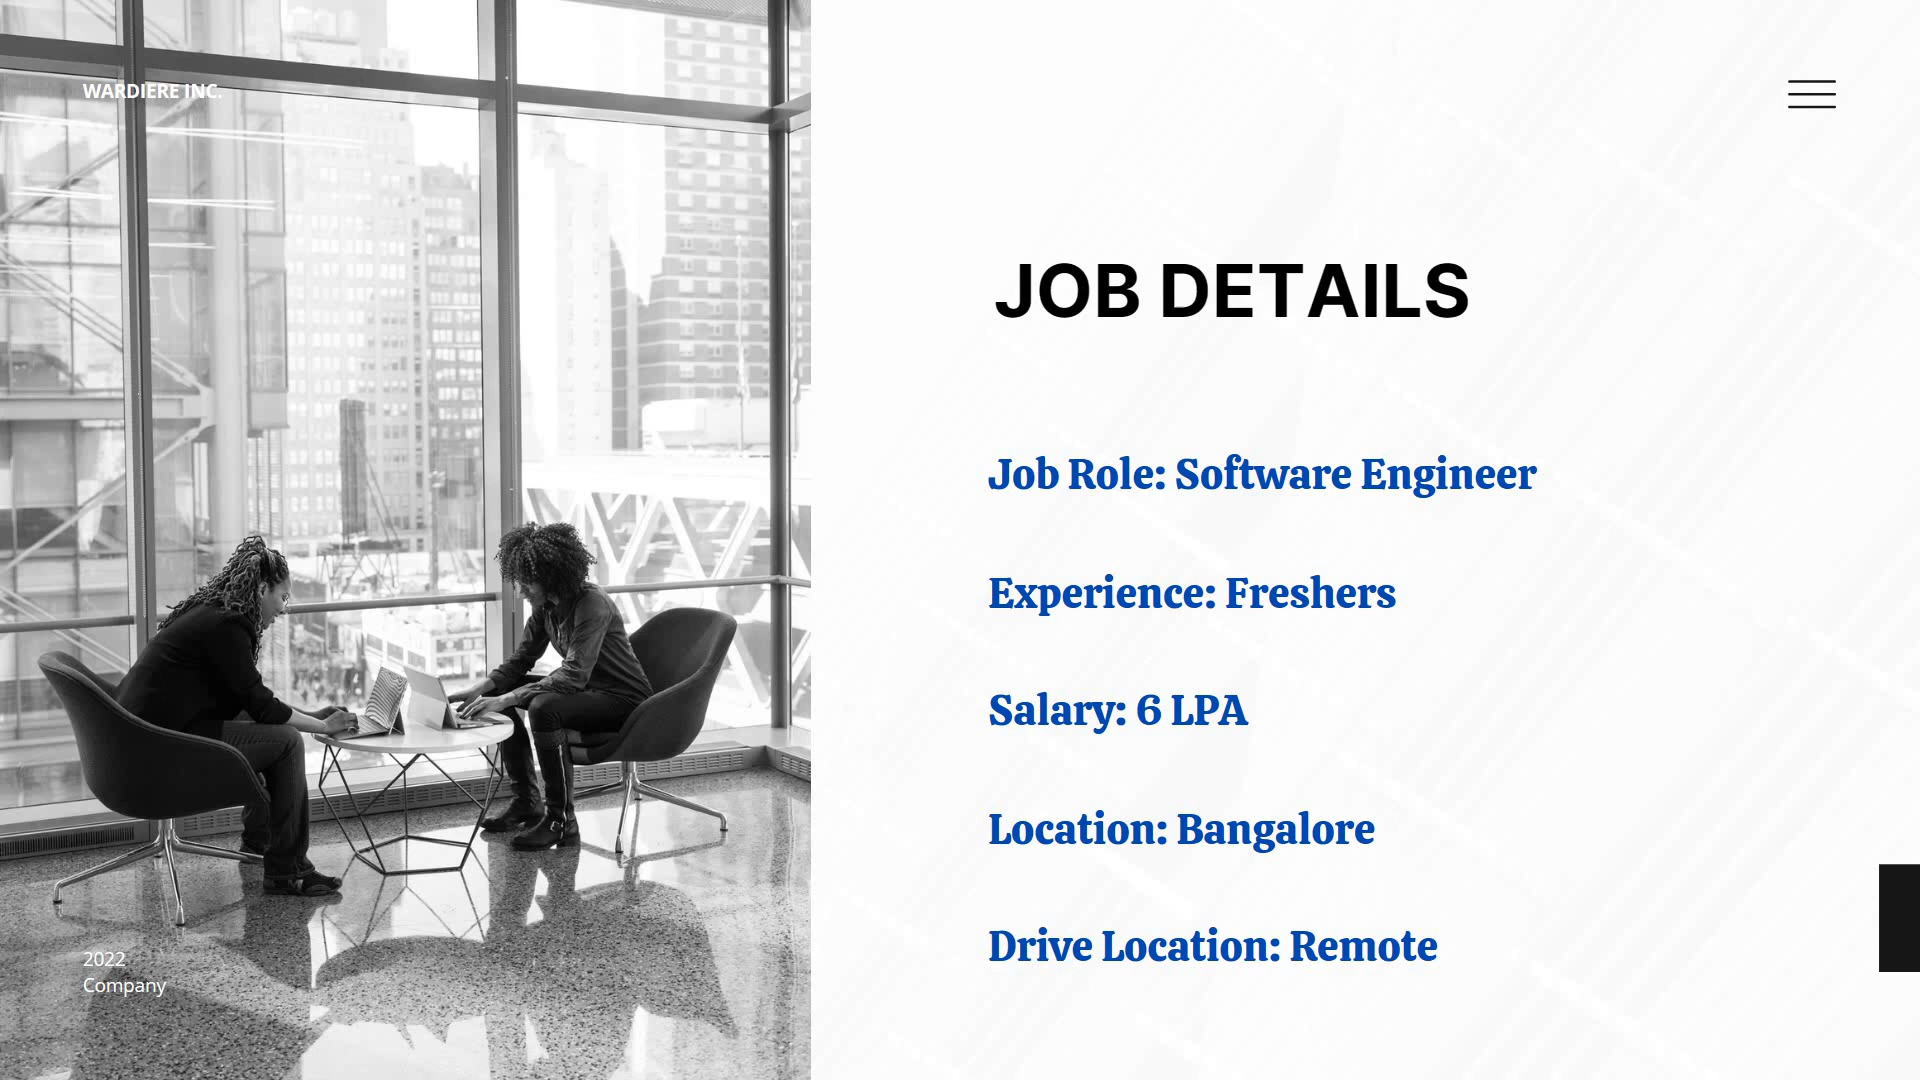 WARDIERE INC.
JOB DETAILS
Job Role: Software Engineer
Experience: Freshers
Salary: 6 LPA
Location: Bangalore
Drive Location: Remote
2022
Company